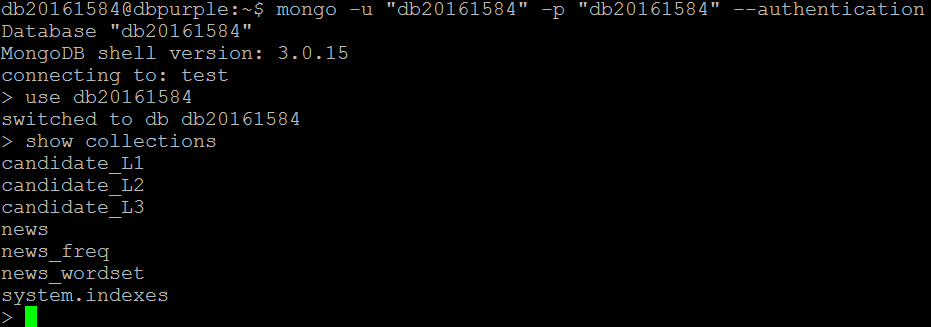 db20161584@dbpurple:~$ mongo -u "db20161584" -p "db20161584" --authentication
Database "db20161584"
MongoDB shell version: 3.0.15
connecting to: test
> use db20161584
switched to db db20161584
> show collections
candidate_L1
candidate_L2
candidate_L3
news
news_freq
news_wordset
system.indexes
>